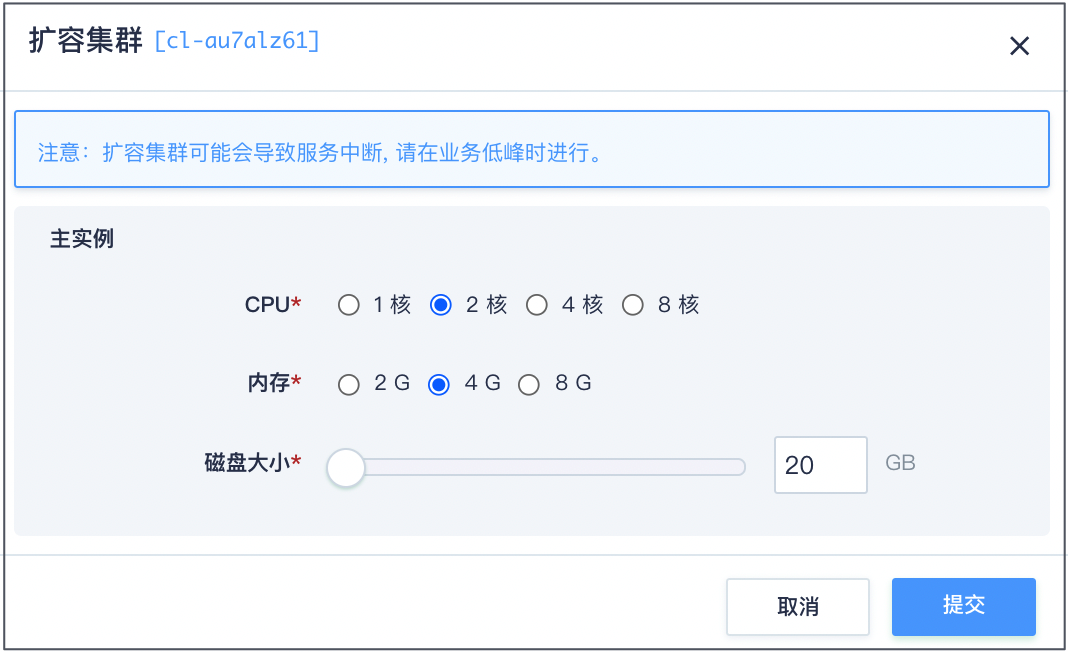 扩容集群 [cl-au7alz61]
注意：扩容集群可能会导致服务中断, 请在业务低峰时进行。
主实例
CPU* 1 核 2 核 4 核 8 核
内存* 2 G 4 G 8 G
磁盘大小* 20 GB
取消 提交